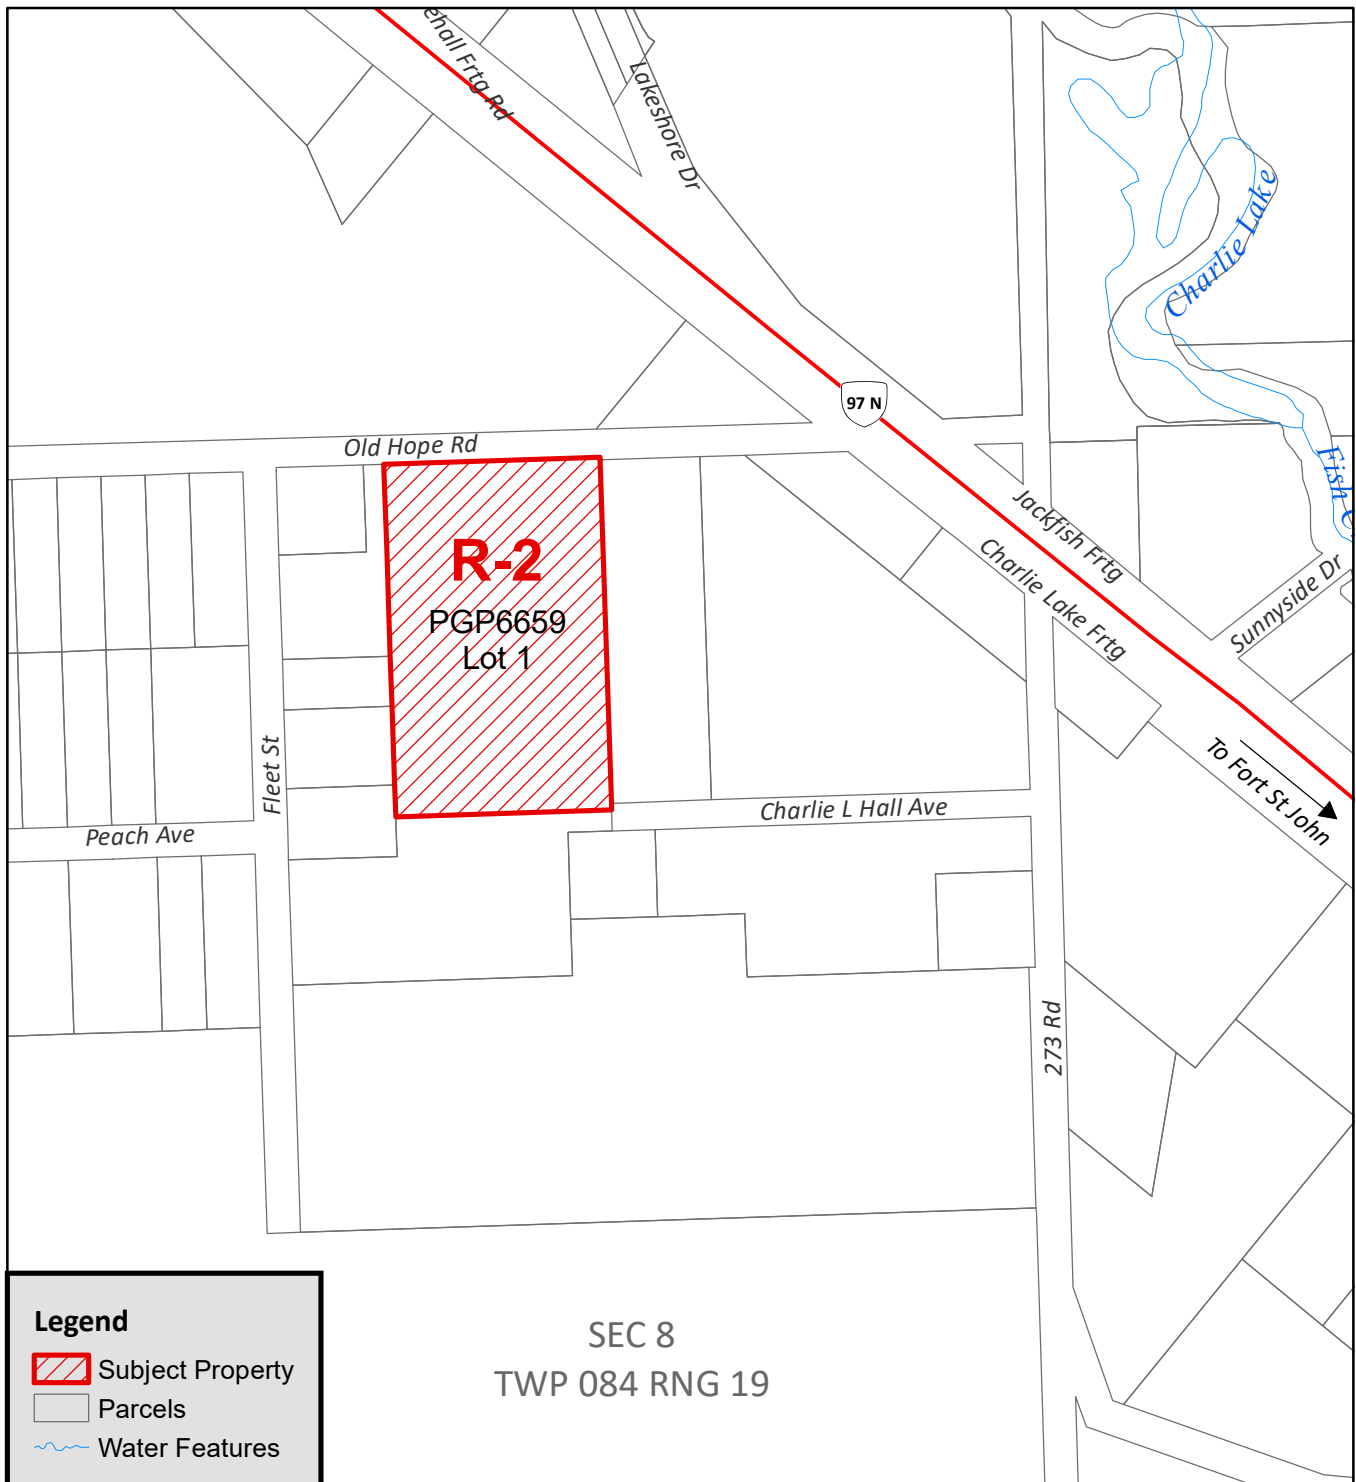 ehall Frtg Rd
Lakeshore Dr
Charlie Lake
97 N
Old Hope Rd
Fish C
Jackfish Frtg
Charlie Lake Frtg
Sunnyside Dr
R-2
PGP6659
Lot 1
Fleet St
To Fort St John
Charlie L Hall Ave
Peach Ave
273 Rd
SEC 8
TWP 084 RNG 19
Legend
Subject Property
Parcels
Water Features